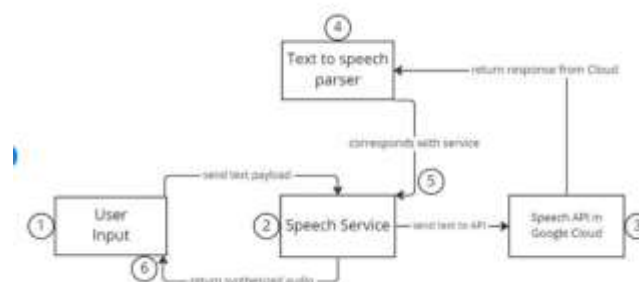 4
Text to speech
parser
return response from Cloud
corresponds with service
send text payload
5
1
User
Input
2
Speech Service
send text to API
Speech API in
Google Cloud
3
6
return synthesized audio